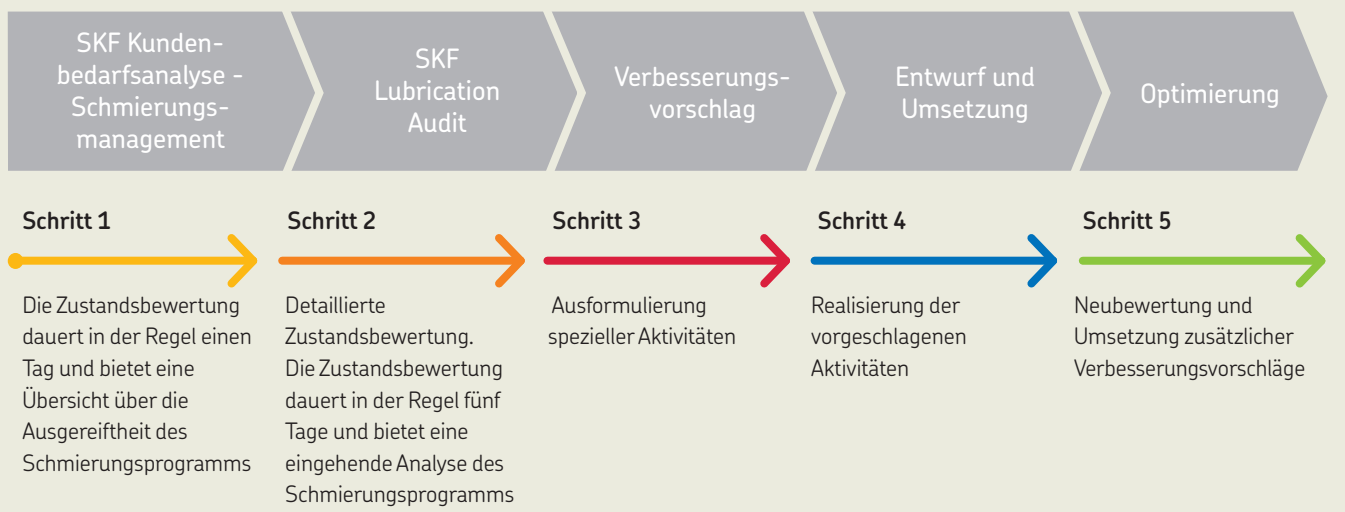 SKF Kunden-
bedarfsanalyse -
Schmierungs-
management
SKF
Lubrication
Audit
Verbesserungs-
vorschlag
Entwurf und
Umsetzung
Optimierung
Schritt 1
Die Zustandsbewertung
dauert in der Regel einen
Tag und bietet eine
Übersicht über die
Ausgereiftheit des
Schmierungsprogramms
Schritt 2
Detaillierte
Zustandsbewertung.
Die Zustandsbewertung
dauert in der Regel fünf
Tage und bietet eine
eingehende Analyse des
Schmierungsprogramms
Schritt 3
Ausformulierung
spezieller Aktivitäten
Schritt 4
Realisierung der
vorgeschlagenen
Aktivitäten
Schritt 5
Neubewertung und
Umsetzung zusätzlicher
Verbesserungsvorschläge